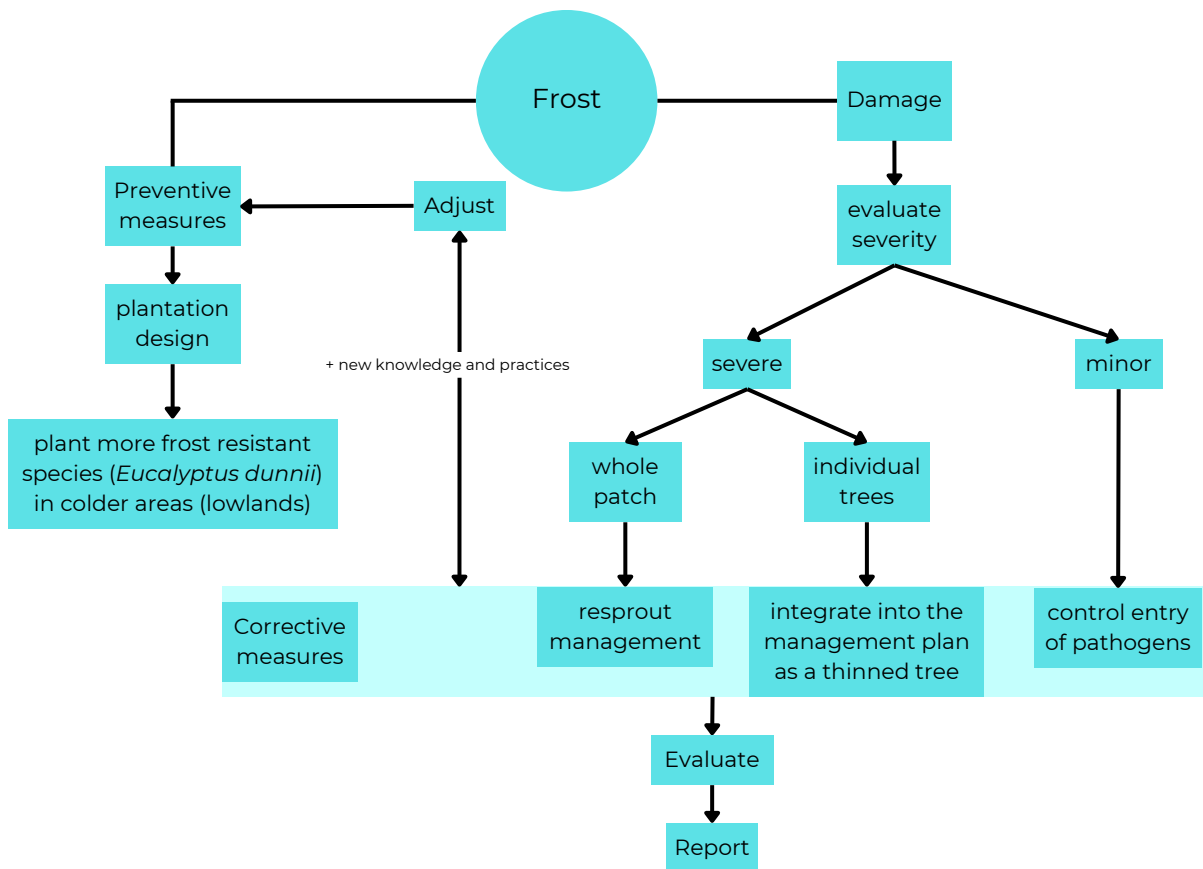 Frost
Damage
Preventive
measures
Adjust
evaluate
severity
plantation
design
+ new knowledge and practices
severe
minor
plant more frost resistant
species (Eucalyptus dunnii)
in colder areas (lowlands)
whole
patch
individual
trees
Corrective
measures
resprout
management
integrate into the
management plan
as a thinned tree
control entry
of pathogens
Evaluate
Report